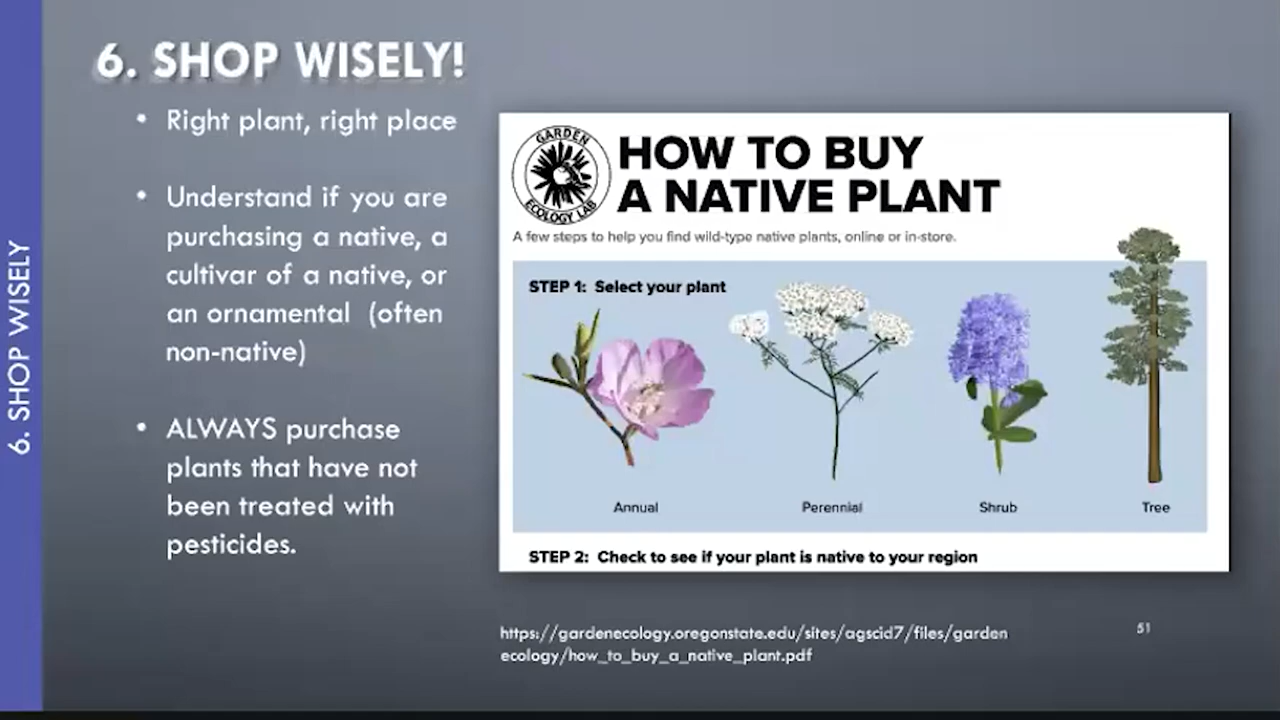 6. SHOP WISELY!
6. SHOP WISELY
• Right plant, right place
• Understand if you are
purchasing a native, a
cultivar of a native, or
an ornamental (often
non-native)
• ALWAYS purchase
plants that have not
been treated with
pesticides.
GARDEN
ECOLOGY LAB
HOW TO BUY
A NATIVE PLANT
A few steps to help you find wild-type native plants, online or in-store.
STEP 1: Select your plant
Annual
Perennial
Shrub
Tree
STEP 2: Check to see if your plant is native to your region
https://gardenecology.oregonstate.edu/sites/agscid7/files/garden
ecology/how_to_buy_a_native_plant.pdf
51